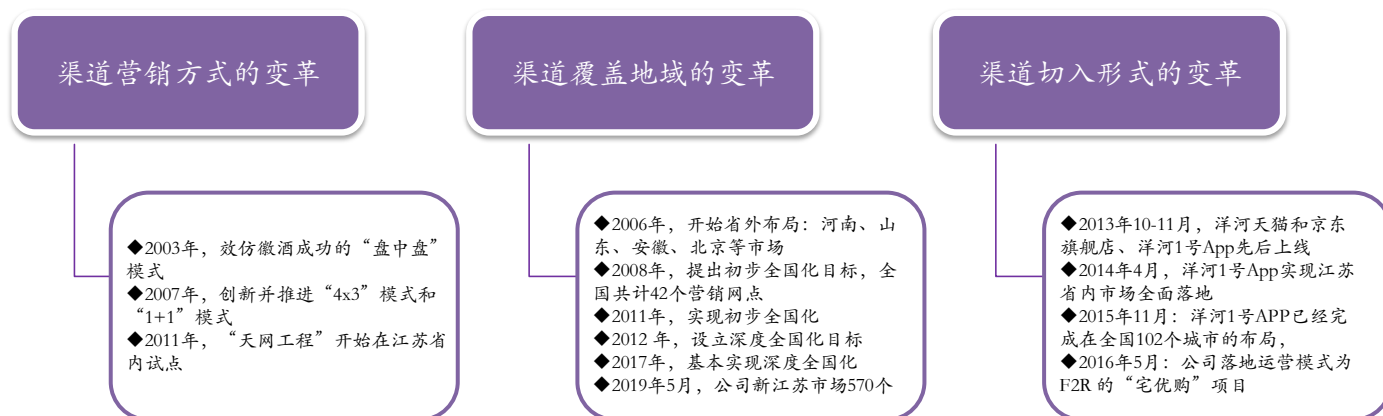 渠道营销方式的变革
◆2003年，效仿徽酒成功的“盘中盘”
模式
◆2007年，创新并推进“4x3”模式和
“1+1”模式
◆2011年，“天网工程”开始在江苏省
内试点
渠道覆盖地域的变革
◆2006年，开始省外布局：河南、山
东、安徽、北京等市场
◆2008年，提出初步全国化目标，全
国共计42个营销网点
◆2011年，实现初步全国化
◆2012 年，设立深度全国化目标
◆2017年，基本实现深度全国化
◆2019年5月，公司新江苏市场570个
渠道切入形式的变革
◆2013年10-11月，洋河天猫和京东
旗舰店、洋河1号App先后上线
◆2014年4月，洋河1号App实现江苏
省内市场全面落地
◆2015年11月：洋河1号APP已经完
成在全国102个城市的布局，
◆2016年5月：公司落地运营模式为
F2R 的“宅优购”项目